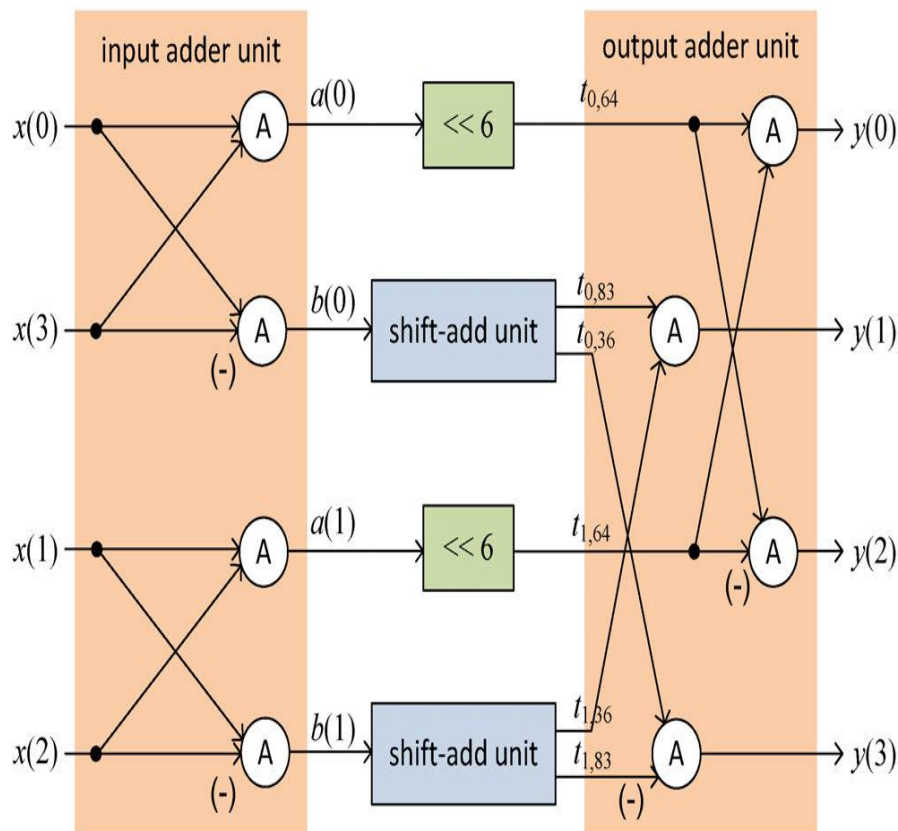 input adder unit
output adder unit
x(0)
A
a(0)
<< 6
t0,64
A
y(0)
x(3)
(-)
A
b(0)
shift-add unit
t0,83
t0,36
A
y(1)
x(1)
A
a(1)
<< 6
t1,64
(-)
A
y(2)
x(2)
(-)
A
b(1)
shift-add unit
t1,36
t1,83
(-)
A
y(3)